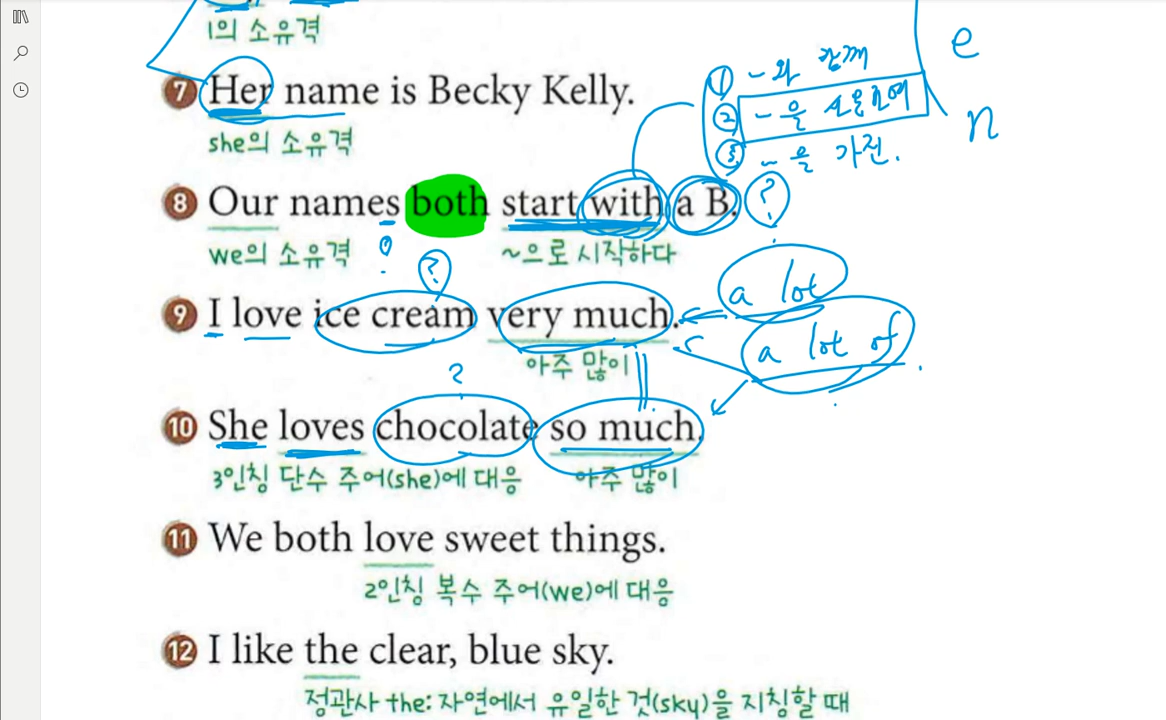 1의 소유격
e
① ~와 함께
7 Her name is Becky Kelly.
② ~을
n
she의 소유격
③ ~을 가진.
8 Our names both start with a B. ?
we의 소유격 ~으로 시작하다
?
a lot
9 I love ice cream very much.
a lot of
아주 많이
?
10 She loves chocolate so much.
3인칭 단수 주어(she)에 대응 아주 많이
11 We both love sweet things.
2인칭 복수 주어(we)에 대응
12 I like the clear, blue sky.
정관사 the: 자연에서 유일한 것(sky)을 지칭할 때